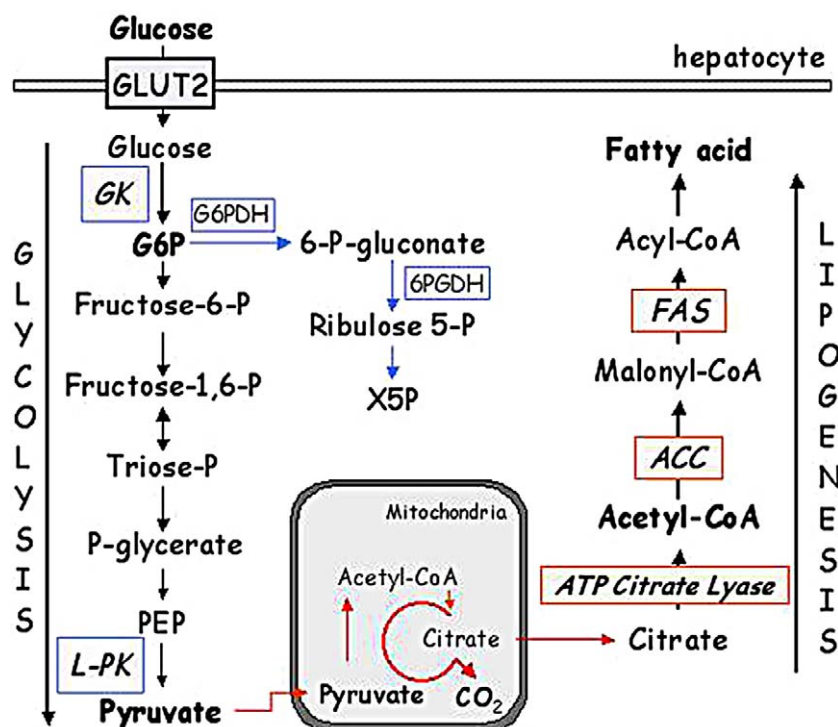 Glucose
hepatocyte
GLUT2
Glucose
GK
G6PDH
G6P
6-P-gluconate
6PGDH
Fructose-6-P
Ribulose 5-P
Fructose-1,6-P
X5P
Triose-P
P-glycerate
PEP
L-PK
Pyruvate
GLYCOLYSIS
Mitochondria
Acetyl-CoA
Citrate
Pyruvate
CO2
Fatty acid
Acyl-CoA
FAS
Malonyl-CoA
ACC
Acetyl-CoA
ATP Citrate Lyase
Citrate
LIPOGENESIS